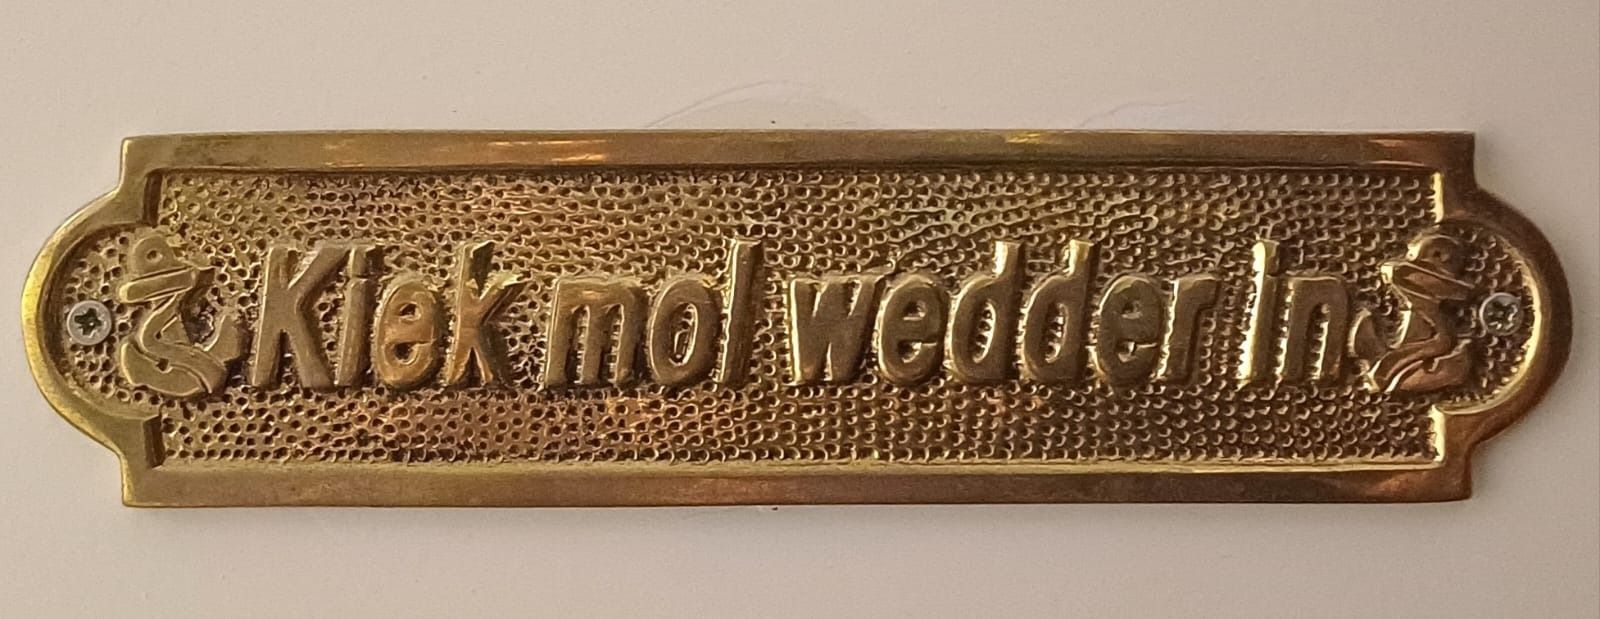 Kiek mol wedder in